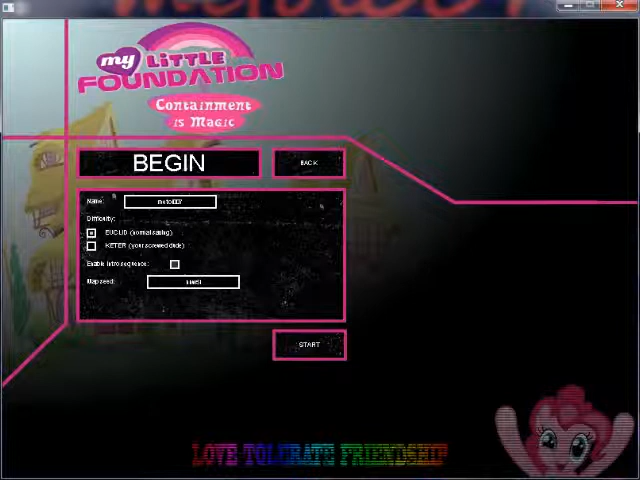 my LiTTLE
FOUNDATION
Containment
is Magic
BEGIN
BACK
Name:
Difficulty:
EUCLID (normal saving)
KETER (your screwed dude)
Enable intro sequence:
Map seed:
START
LOVE TOLERATE FRIENDSHIP